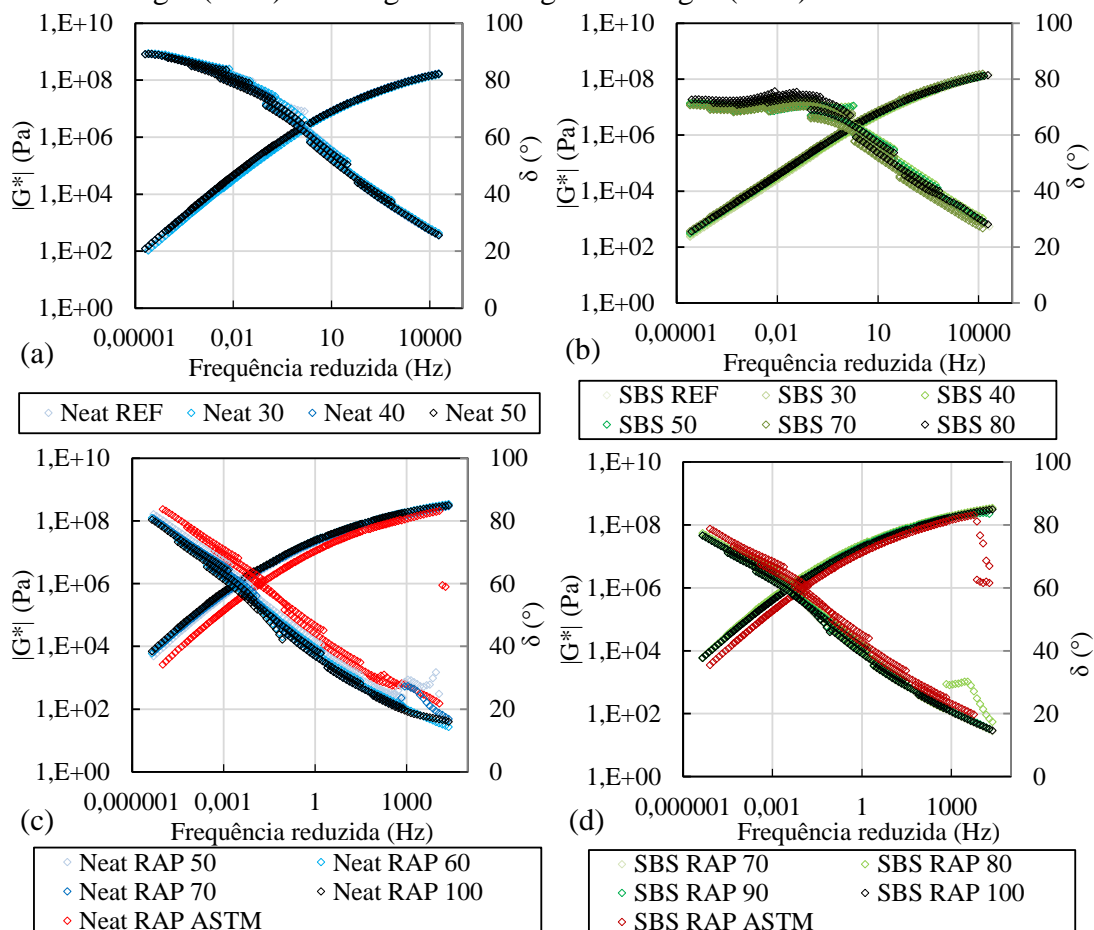 1,E+10
1,E+08
1,E+06
1,E+04
1,E+02
1,E+00
|G*| (Pa)
100
80
60
40
20
0
δ (°)
0,00001 0,01 10 10000
Frequência reduzida (Hz)
(a)
Neat REF Neat 30 Neat 40 Neat 50
1,E+10
1,E+08
1,E+06
1,E+04
1,E+02
1,E+00
|G*| (Pa)
100
80
60
40
20
0
δ (°)
0,00001 0,01 10 10000
Frequência reduzida (Hz)
(b)
SBS REF SBS 30 SBS 40
SBS 50 SBS 70 SBS 80
1,E+10
1,E+08
1,E+06
1,E+04
1,E+02
1,E+00
|G*| (Pa)
100
80
60
40
20
0
δ (°)
0,000001 0,001 1 1000
Frequência reduzida (Hz)
(c)
Neat RAP 50 Neat RAP 60
Neat RAP 70 Neat RAP 100
Neat RAP ASTM
1,E+10
1,E+08
1,E+06
1,E+04
1,E+02
1,E+00
|G*| (Pa)
100
80
60
40
20
0
δ (°)
0,000001 0,001 1 1000
Frequência reduzida (Hz)
(d)
SBS RAP 70 SBS RAP 80
SBS RAP 90 SBS RAP 100
SBS RAP ASTM